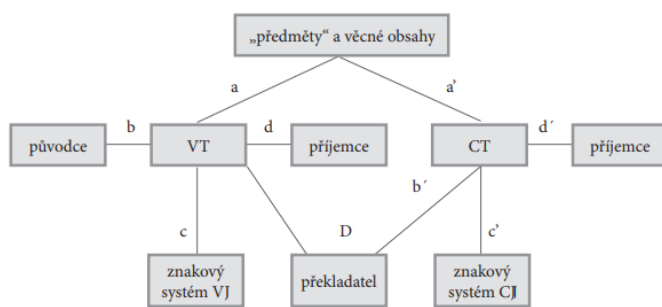 „předměty“ a věcné obsahy
a
a’
původce
b
VT
d
příjemce
CT
d´
příjemce
b´
c
D
c’
znakový
systém VJ
překladatel
znakový
systém CJ